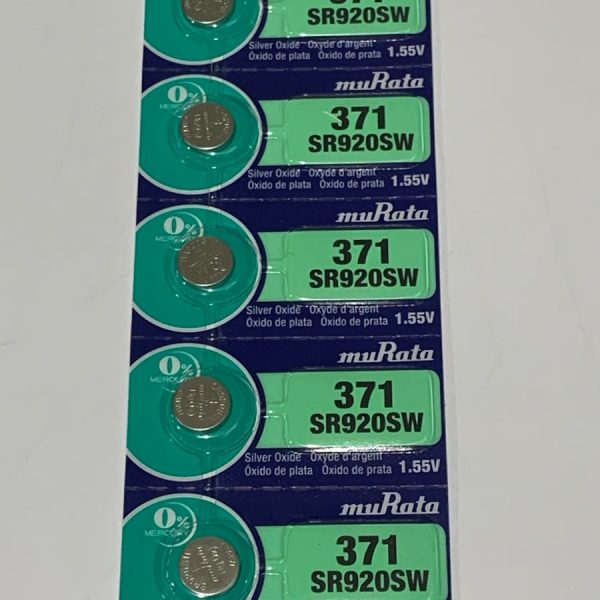 371
SR920SW
Silver Oxide Oxyde d'argent
Óxido de plata Óxido de prata 1.55V
muRata
0%
MERCURY
371
SR920SW
Silver Oxide Oxyde d'argent
Óxido de plata Óxido de prata 1.55V
muRata
0%
MERCURY
371
SR920SW
Silver Oxide Oxyde d'argent
Óxido de plata Óxido de prata 1.55V
muRata
0%
MERCURY
371
SR920SW
Silver Oxide Oxyde d'argent
Óxido de plata Óxido de prata 1.55V
muRata
0%
MERCURY
371
SR920SW